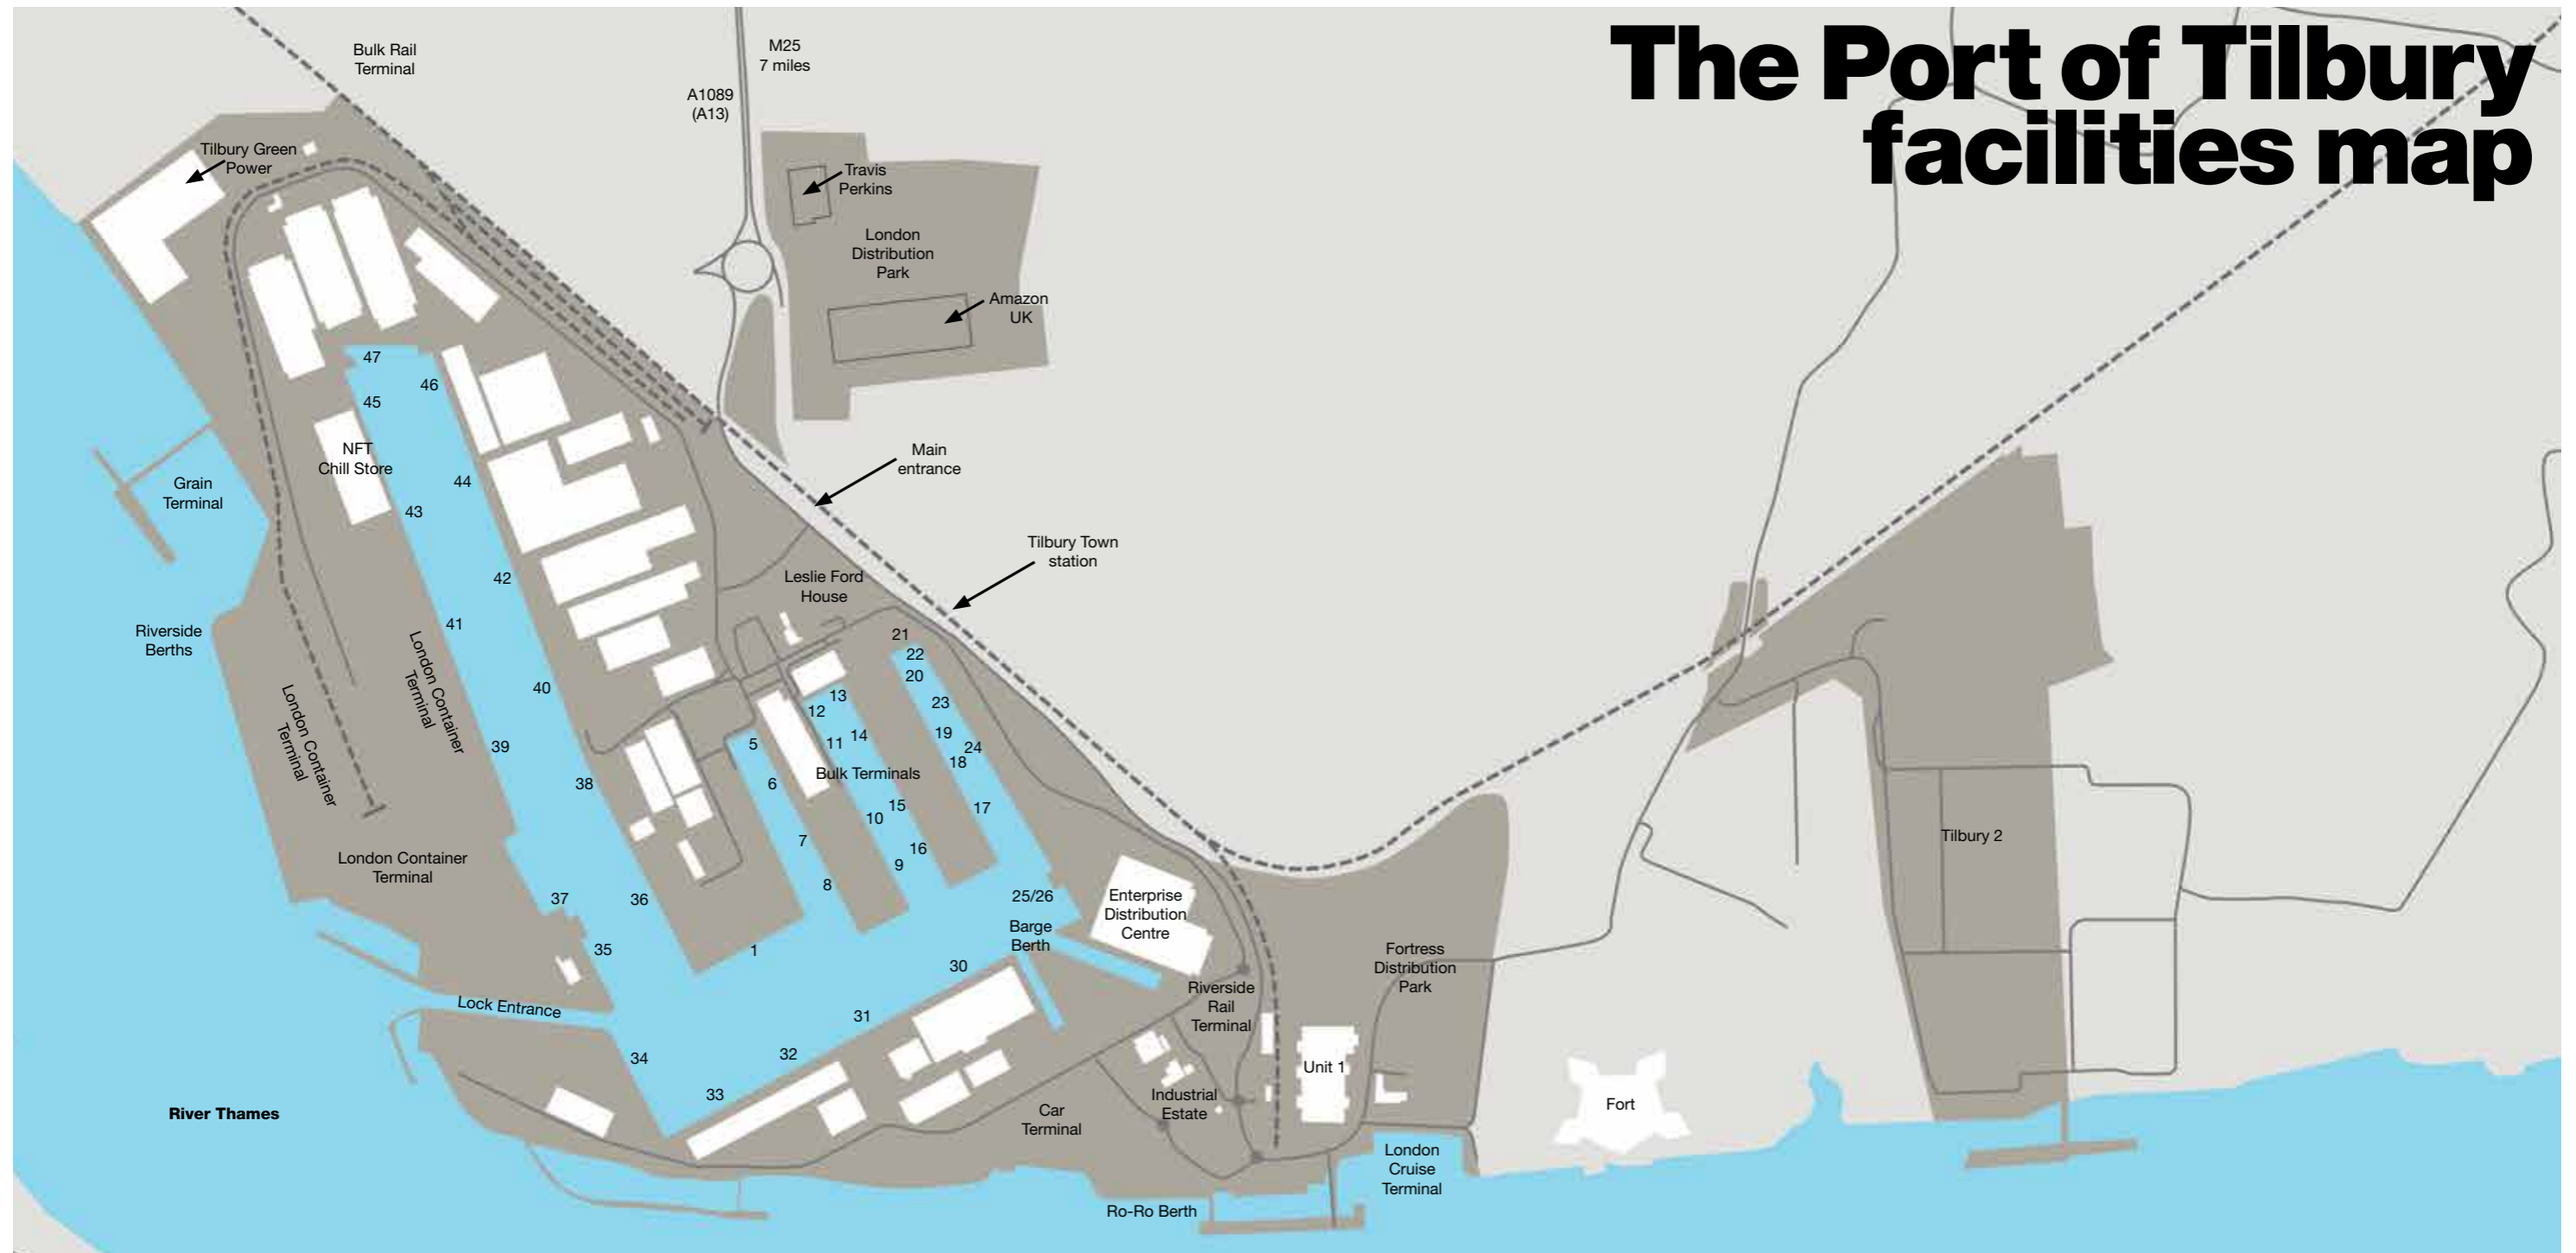 The Port of Tilbury
facilities map
Bulk Rail
Terminal
M25
7 miles
A1089
(A13)
Tilbury Green
Power
Travis
Perkins
London
Distribution
Park
Amazon
UK
47
46
45
NFT
Chill Store
44
43
Grain
Terminal
Main
entrance
Tilbury Town
station
42
Leslie Ford
House
41
Riverside
Berths
London Container
Terminal
London Container
Terminal
40
39
38
21
22
20
23
19
24
18
17
13
12
14
11
5
6
Bulk Terminals
15
10
7
16
9
8
Tilbury 2
London Container
Terminal
37
36
35
1
25/26
Barge
Berth
Enterprise
Distribution
Centre
30
Riverside
Rail
Terminal
Fortress
Distribution
Park
Lock Entrance
31
32
34
33
Unit 1
Industrial
Estate
Car
Terminal
Fort
River Thames
London
Cruise
Terminal
Ro-Ro Berth